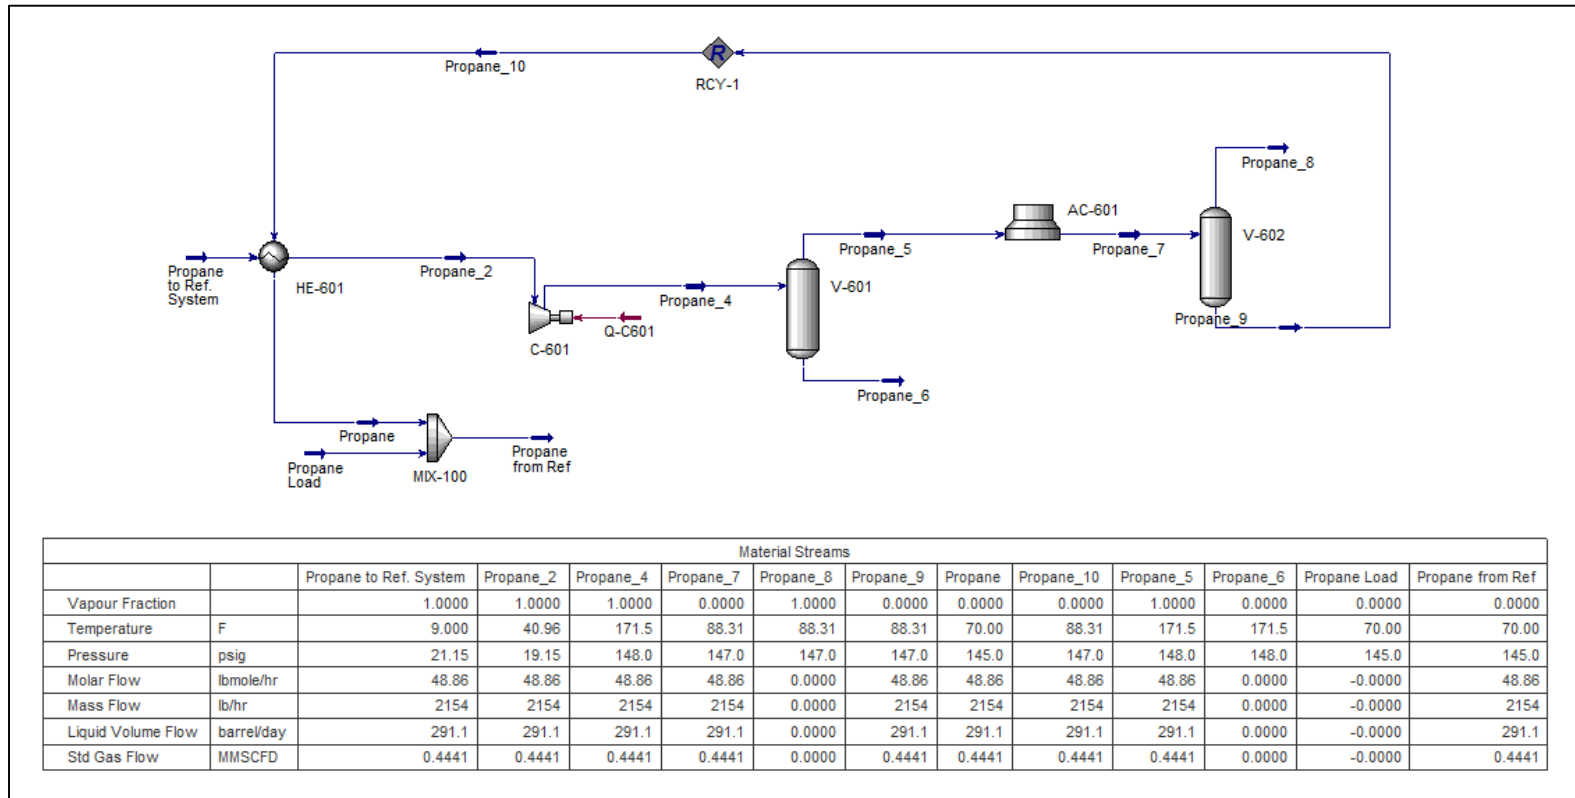 Propane_10
R
RCY-1
Propane_8
AC-601
Propane_5
Propane_7
V-602
Propane
to Ref.
System
HE-601
Propane_2
Propane_4
V-601
Propane_9
Q-C601
C-601
Propane_6
Propane
Propane
Load
MIX-100
Propane
from Ref
Material Streams
Propane to Ref. System Propane_2 Propane_4 Propane_7 Propane_8 Propane_9 Propane Propane_10 Propane_5 Propane_6 Propane Load Propane from Ref
Vapour Fraction 1.0000 1.0000 1.0000 0.0000 1.0000 0.0000 0.0000 0.0000 1.0000 0.0000 0.0000 0.0000
Temperature F 9.000 40.96 171.5 88.31 88.31 88.31 70.00 88.31 171.5 171.5 70.00 70.00
Pressure psig 21.15 19.15 148.0 147.0 147.0 147.0 145.0 147.0 148.0 148.0 145.0 145.0
Molar Flow lbmole/hr 48.86 48.86 48.86 48.86 0.0000 48.86 48.86 48.86 48.86 0.0000 -0.0000 48.86
Mass Flow lb/hr 2154 2154 2154 2154 0.0000 2154 2154 2154 2154 0.0000 -0.0000 2154
Liquid Volume Flow barrel/day 291.1 291.1 291.1 291.1 0.0000 291.1 291.1 291.1 291.1 0.0000 -0.0000 291.1
Std Gas Flow MMSCFD 0.4441 0.4441 0.4441 0.4441 0.0000 0.4441 0.4441 0.4441 0.4441 0.0000 -0.0000 0.4441